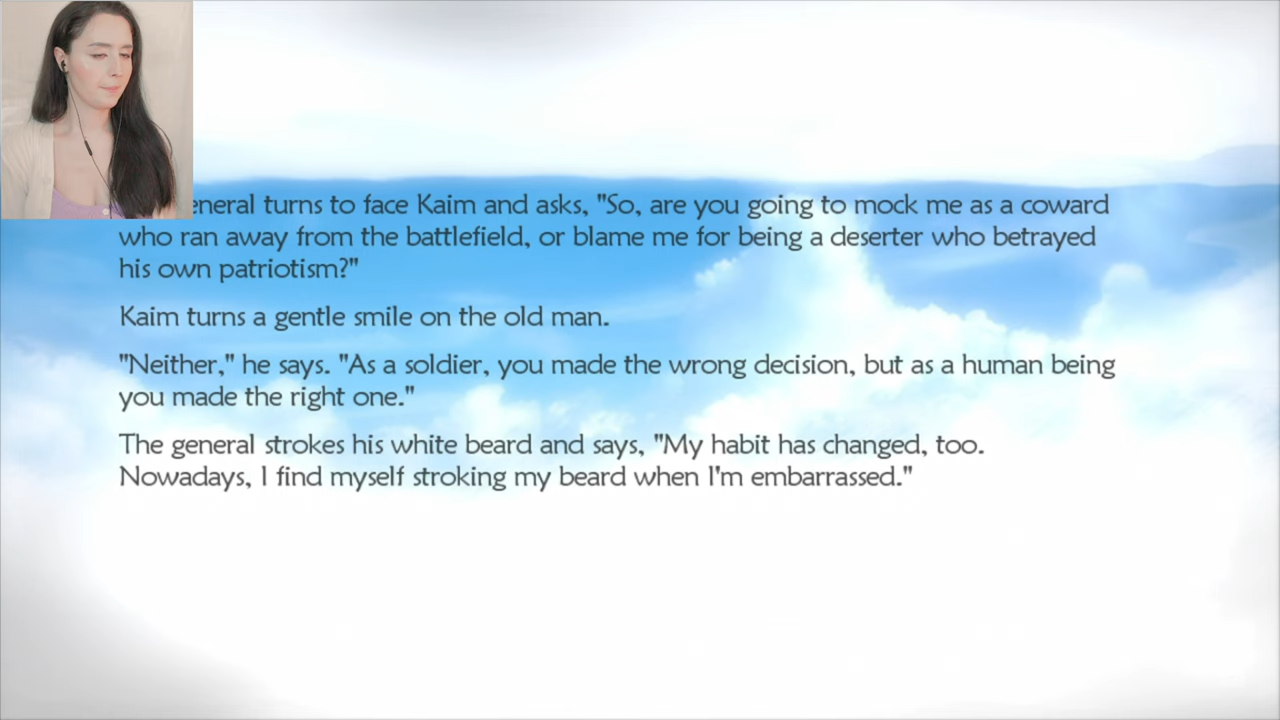 eneral turns to face Kaim and asks, "So, are you going to mock me as a coward
who ran away from the battlefield, or blame me for being a deserter who betrayed
his own patriotism?"
Kaim turns a gentle smile on the old man.
"Neither," he says. "As a soldier, you made the wrong decision, but as a human being
you made the right one."
The general strokes his white beard and says, "My habit has changed, too.
Nowadays, I find myself stroking my beard when I'm embarrassed."